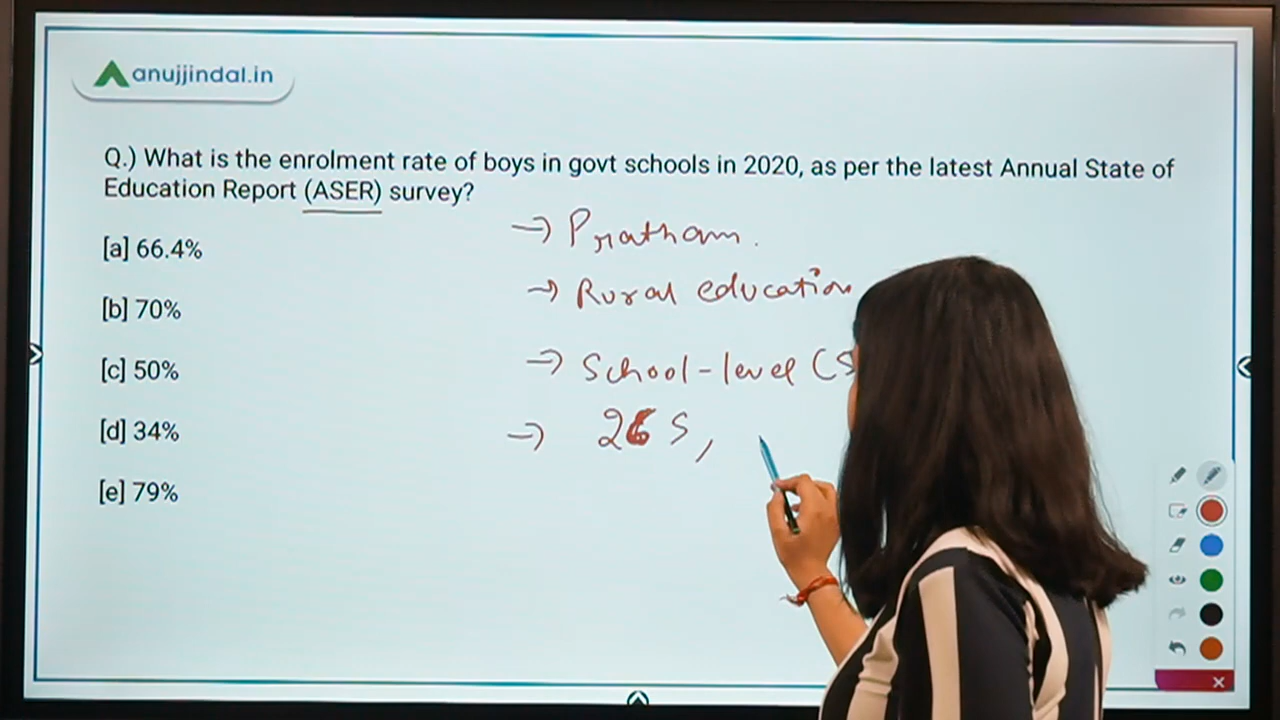 anujjindal.in
Q.) What is the enrolment rate of boys in govt schools in 2020, as per the latest Annual State of
Education Report (ASER) survey?
[a] 66.4%
[b] 70%
[c] 50%
[d] 34%
[e] 79%
→ Pratham.
→ Rural education
→ School-level (S
→ 26 S,